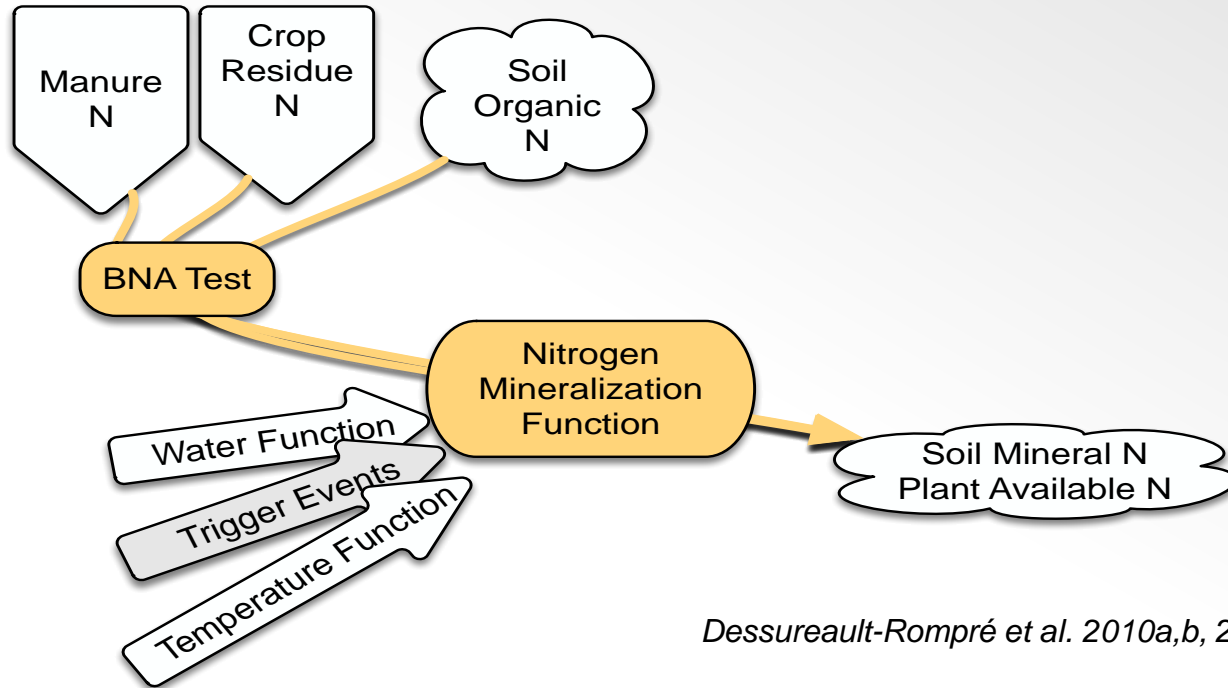 Manure
N
Crop
Residue
N
Soil
Organic
N
BNA Test
Nitrogen
Mineralization
Function
Water Function
Trigger Events
Temperature Function
Soil Mineral N
Plant Available N
Dessureault-Rompré et al. 2010a,b, 2